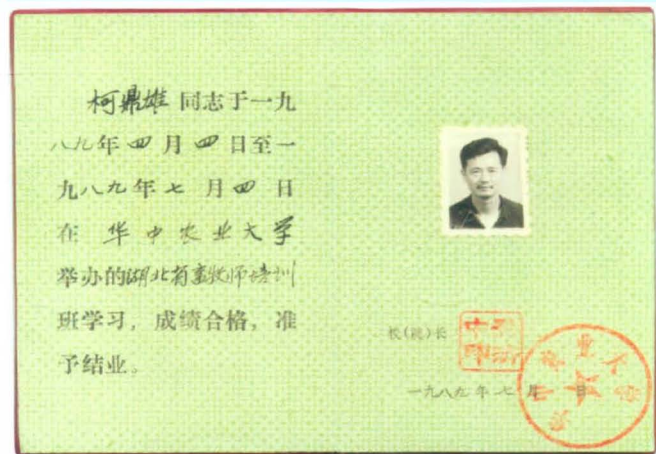 柯鼎雄 同志于一九
八九年四月四日至一
九八九年七月四日
在 华中农业大学
举办的湖北省畜牧师培训
班学习，成绩合格，准
予结业。
校(院)长
一九八九年七月 日